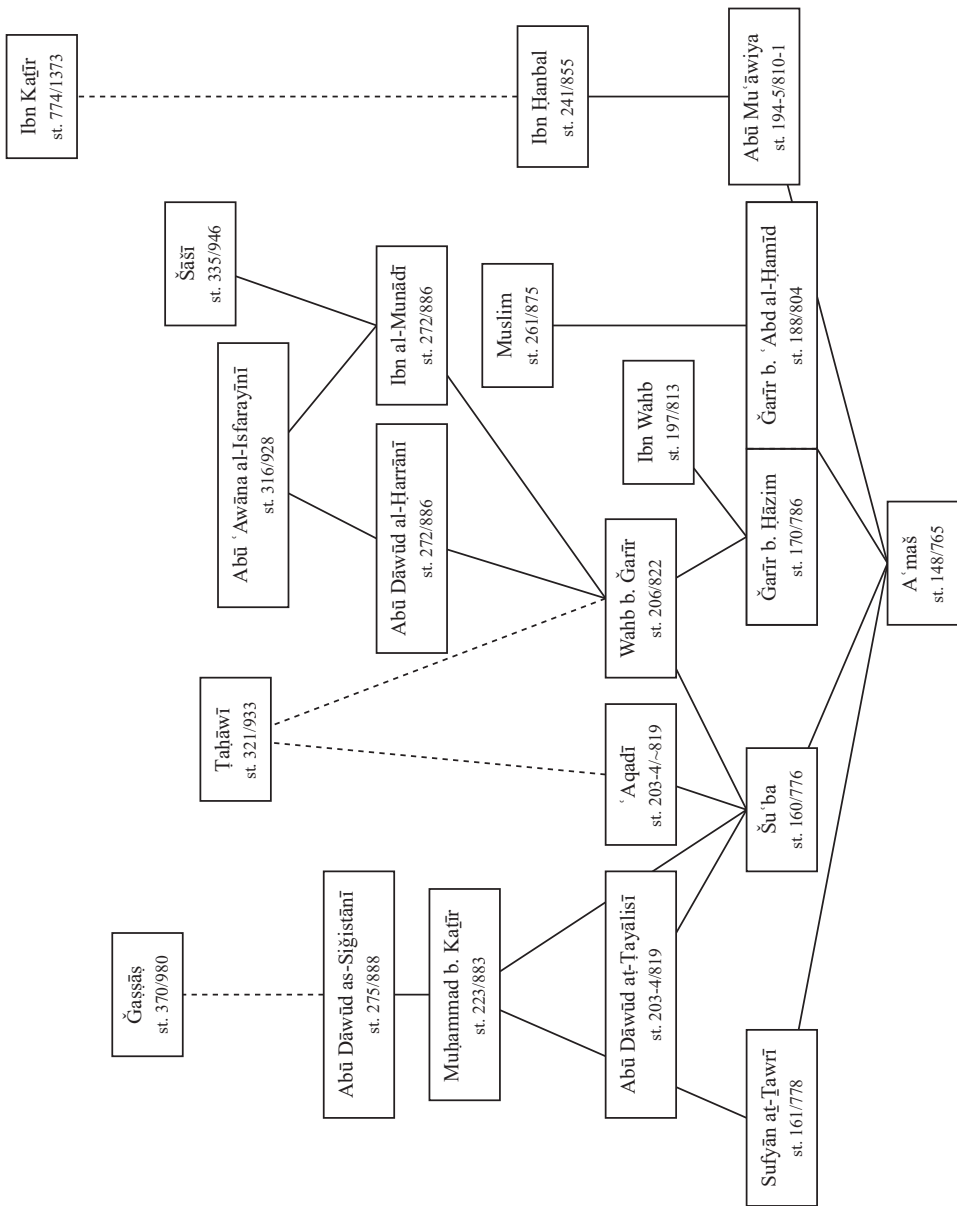 Ibn Kaṯīr
st. 774/1373
Ibn Ḥanbal
st. 241/855
Abū Muʿāwiya
st. 194-5/810-1
Šāšī
st. 335/946
Abū ʿAwāna al-Isfarayīnī
st. 316/928
Ibn al-Munādī
st. 272/886
Muslim
st. 261/875
Abū Dāwūd al-Ḥarrānī
st. 272/886
Ibn Wahb
st. 197/813
Ğarīr b. ʿAbd al-Ḥamīd
st. 188/804
Ğarīr b. Ḥāzim
st. 170/786
Wahb b. Ğarīr
st. 206/822
Aʿmaš
st. 148/765
Ṭaḥāwī
st. 321/933
ʿAqadī
st. 203-4/~819
Šuʿba
st. 160/776
Ğaṣṣāṣ
st. 370/980
Abū Dāwūd as-Siğistānī
st. 275/888
Muḥammad b. Kaṯīr
st. 223/883
Abū Dāwūd aṭ-Ṭayālisī
st. 203-4/819
Sufyān aṯ-Ṯawrī
st. 161/778